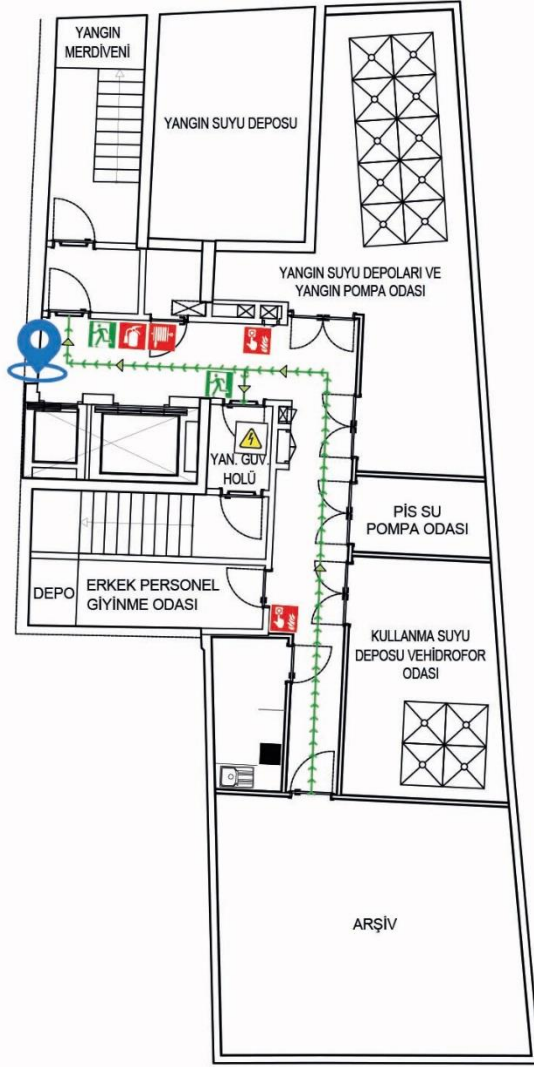 YANGIN
MERDİVENİ
YANGIN SUYU DEPOSU
YANGIN SUYU DEPOLARI VE
YANGIN POMPA ODASI
YAN. GÜV.
HOLÜ
PİS SU
POMPA ODASI
DEPO
ERKEK PERSONEL
GİYİNME ODASI
KULLANMA SUYU
DEPOSU VEHİDROFOR
ODASI
ARŞİV